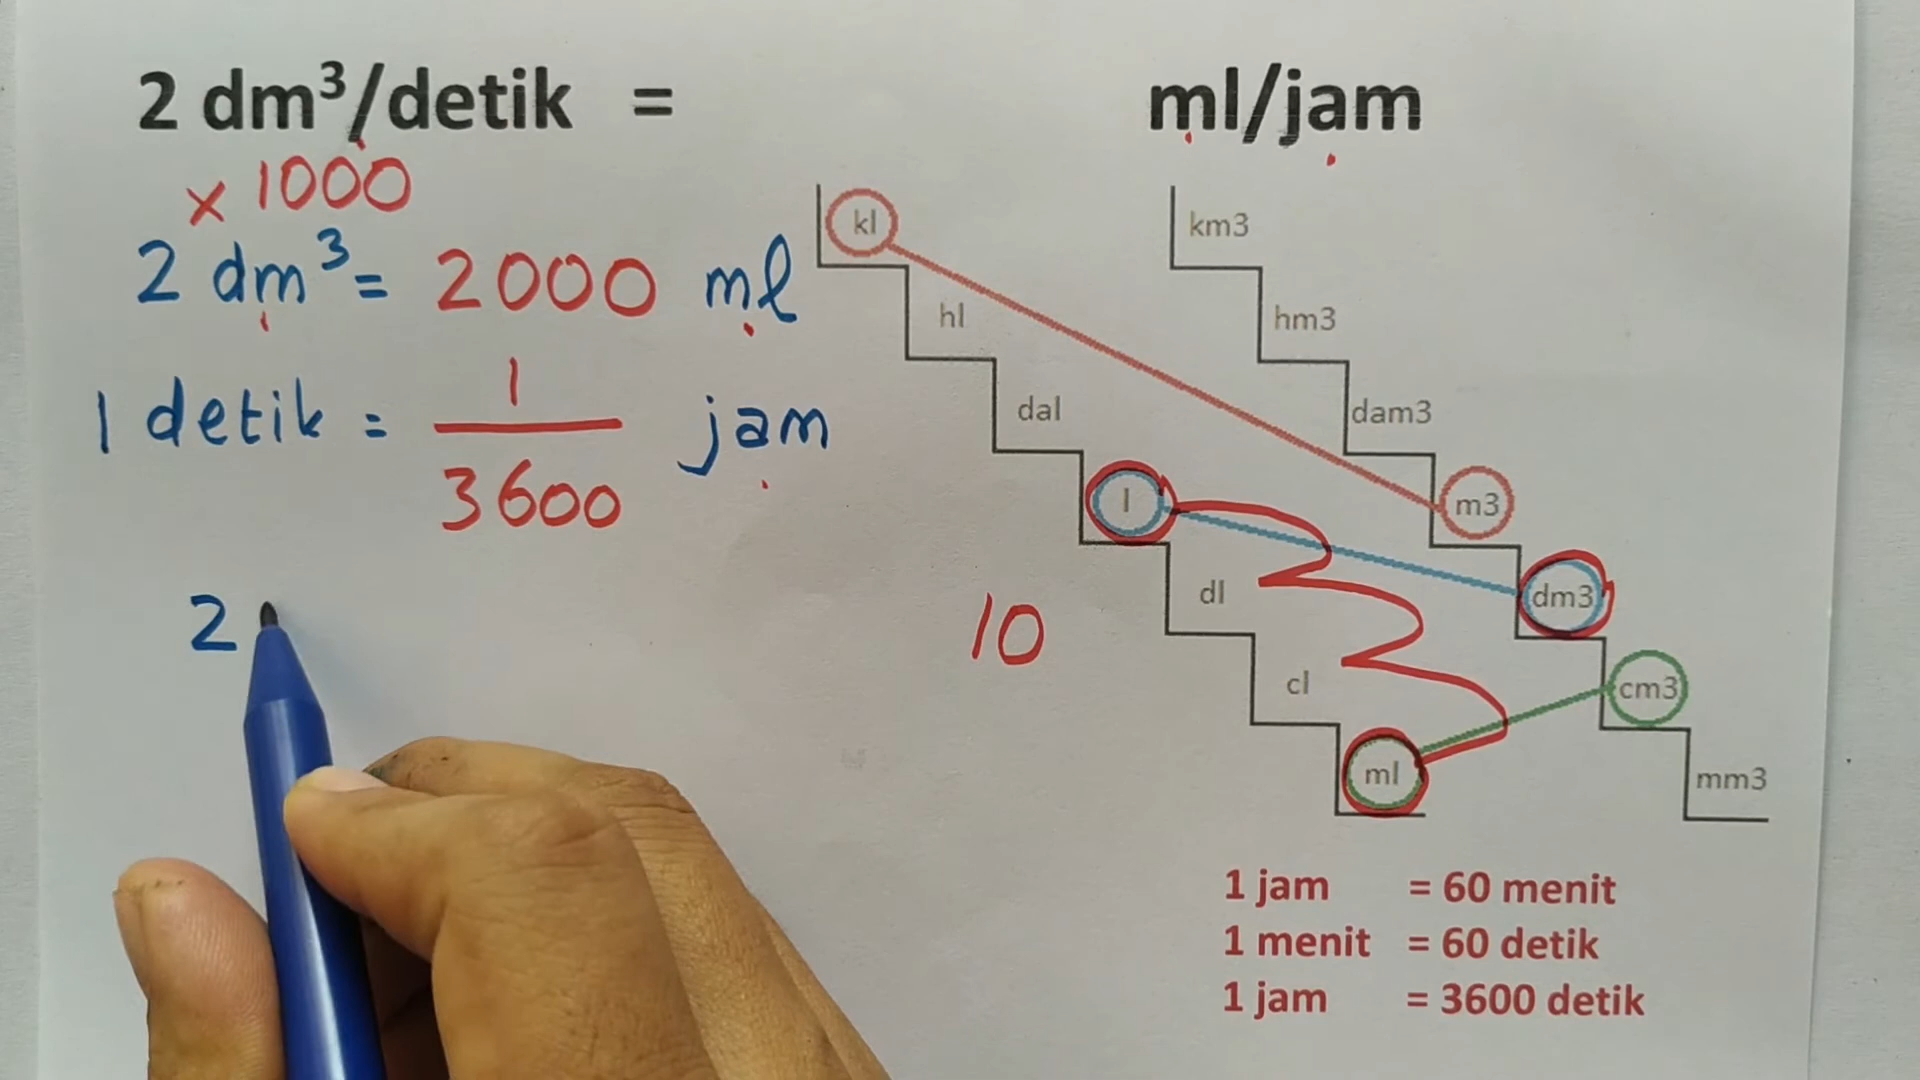 2 dm³/detik = ml/jam
× 1000
2 dm³ = 2000 ml
1 detik = 1/3600 jam
2
10
kl
hl
dal
l
dl
cl
ml
km3
hm3
dam3
m3
dm3
cm3
mm3
1 jam = 60 menit
1 menit = 60 detik
1 jam = 3600 detik